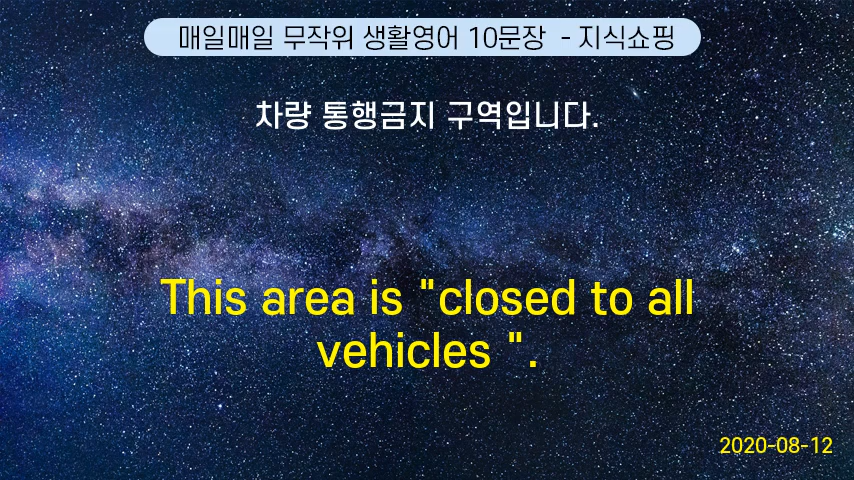 매일매일 무작위 생활영어 10문장 - 지식쇼핑
차량 통행금지 구역입니다.
This area is "closed to all
vehicles ".
2020-08-12